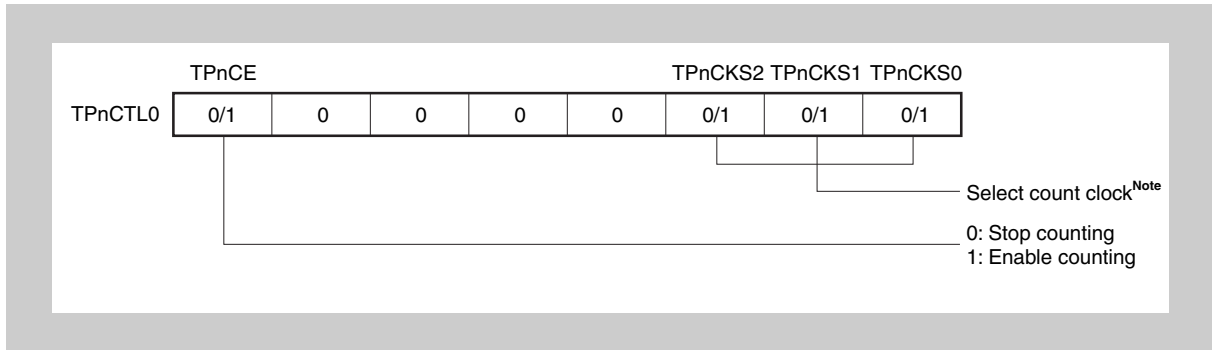 TPnCE TPnCKS2 TPnCKS1 TPnCKS0
TPnCTL0 0/1 0 0 0 0 0/1 0/1 0/1
Select count clockNote
0: Stop counting
1: Enable counting